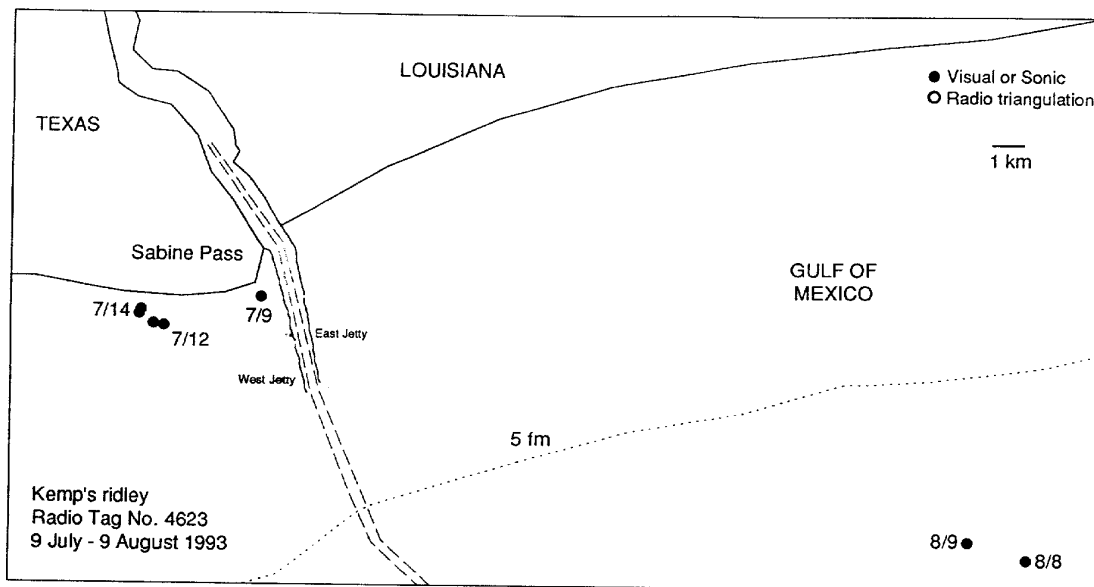 LOUISIANA
Visual or Sonic
Radio triangulation
TEXAS
1 km
Sabine Pass
GULF OF
MEXICO
7/14
7/9
7/12
East Jetty
West Jetty
5 fm
Kemp's ridley
Radio Tag No. 4623
9 July - 9 August 1993
8/9
8/8